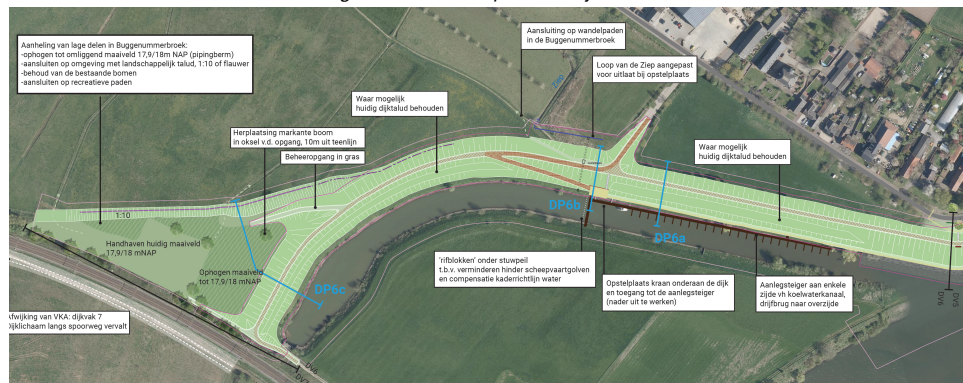 Aanheling van lage delen in Buggenummerbroek:
-ophogen tot omliggend maaiveld 17,9/18m NAP (pipingberm)
-aansluiten op omgeving met landschappelijk talud, 1:10 of flauwer
-behoud van de bestaande bomen
-aansluiten op recreatieve paden
Aansluiting op wandelpaden
in de Buggenummerbroek
Loop van de Ziep aangepast
voor uitlaat bij opstelplaats
Waar mogelijk
huidig dijktalud behouden
Herplaatsing markante boom
in oksel v.d. opgang, 10m uit teenlijn
Beheeropgang in gras
Waar mogelijk
huidig dijktalud behouden
1:10
DP6b
DP6a
Handhaven huidig maaiveld
17,9/18 mNAP
Ophogen maaiveld
tot 17,9/18 mNAP
DP6c
'rifblokken' onder stuwpeil
t.b.v. verminderen hinder scheepvaartgolven
en compensatie kaderrichtlijn water
Opstelplaats kraan onderaan de dijk
en toegang tot de aanlegsteiger
(nader uit te werken)
Aanlegsteiger aan enkele
zijde vh koelwaterkanaal,
drijfbrug naar overzijde
DV6
DV5
Afwijking van VKA: dijkvak 7
Dijklichaam langs spoorweg vervalt
DV6
DV7